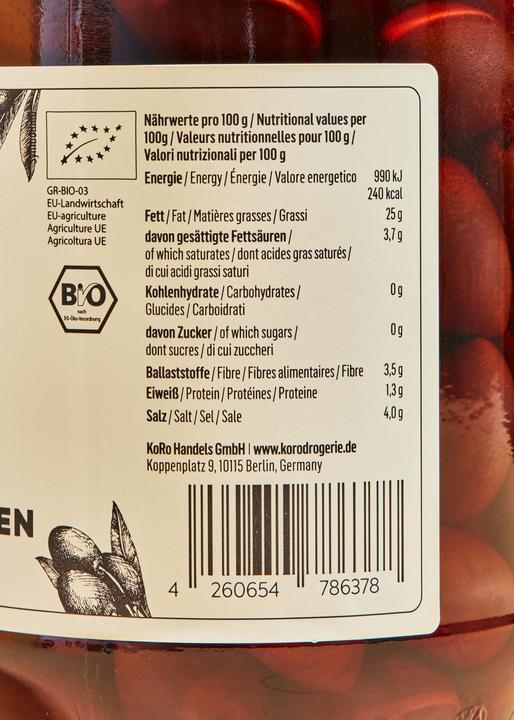 Nährwerte pro 100 g / Nutritional values per
100g / Valeurs nutritionnelles pour 100 g /
Valori nutrizionali per 100 g
Energie / Energy / Énergie / Valore energetico 990 kJ
240 kcal
Fett / Fat / Matières grasses / Grassi 25 g
davon gesättigte Fettsäuren / 3,7 g
of which saturates / dont acides gras saturés /
di cui acidi grassi saturi
Kohlenhydrate / Carbohydrates / 0 g
Glucides / Carboidrati
davon Zucker / of which sugars / 0 g
dont sucres / di cui zuccheri
Ballaststoffe / Fibre / Fibres alimentaires / Fibre 3,5 g
Eiweiß / Protein / Protéines / Proteine 1,3 g
Salz / Salt / Sel / Sale 4,0 g
GR-BIO-03
EU-Landwirtschaft
EU-agriculture
Agriculture UE
Agricoltura UE
BIO
nach
EG-Öko-Verordnung
KoRo Handels GmbH | www.korodrogerie.de
Koppenplatz 9, 10115 Berlin, Germany
EN
4 260654 786378